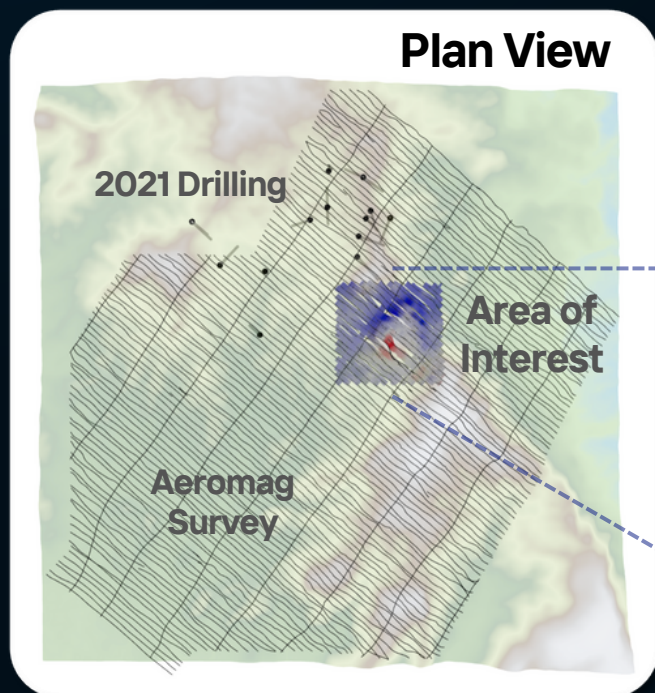 Plan View
2021 Drilling
Area of
Interest
Aeromag
Survey